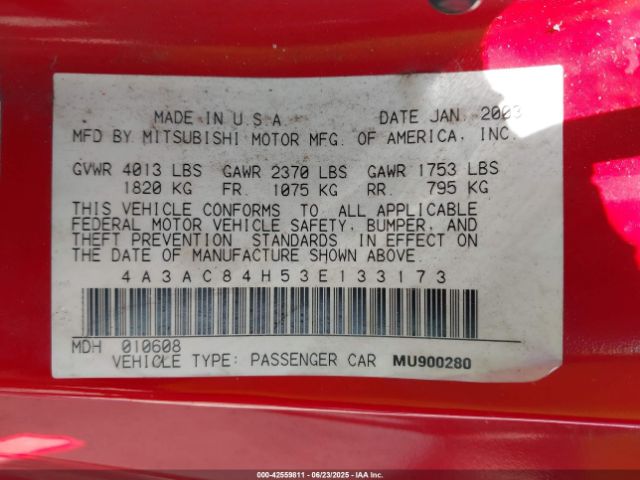 MADE IN U.S.A. DATE JAN. 2003
MFD BY MITSUBISHI MOTOR MFG. OF AMERICA, INC.
GVWR 4013 LBS GAWR 2370 LBS GAWR 1753 LBS
1820 KG FR. 1075 KG RR. 795 KG
THIS VEHICLE CONFORMS TO ALL APPLICABLE
FEDERAL MOTOR VEHICLE SAFETY, BUMPER, AND
THEFT PREVENTION STANDARDS IN EFFECT ON
THE DATE OF MANUFACTURE SHOWN ABOVE.
4A3AC84H53E133173
MDH 010608
VEHICLE TYPE: PASSENGER CAR MU900280
000-42559811 - 06/23/2025 - IAA Inc.